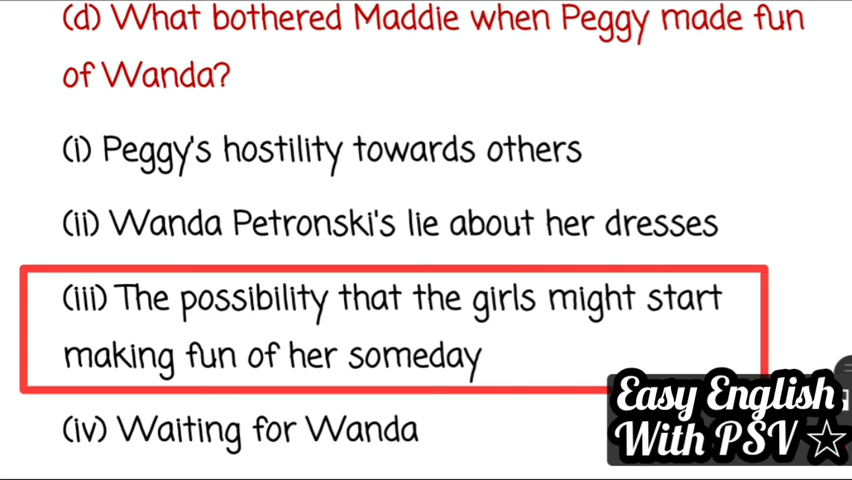 (d) What bothered Maddie when Peggy made fun
of Wanda?
(i) Peggy's hostility towards others
(ii) Wanda Petronski's lie about her dresses
(iii) The possibility that the girls might start
making fun of her someday
(iv) Waiting for Wanda
Easy English
With PSV ☆